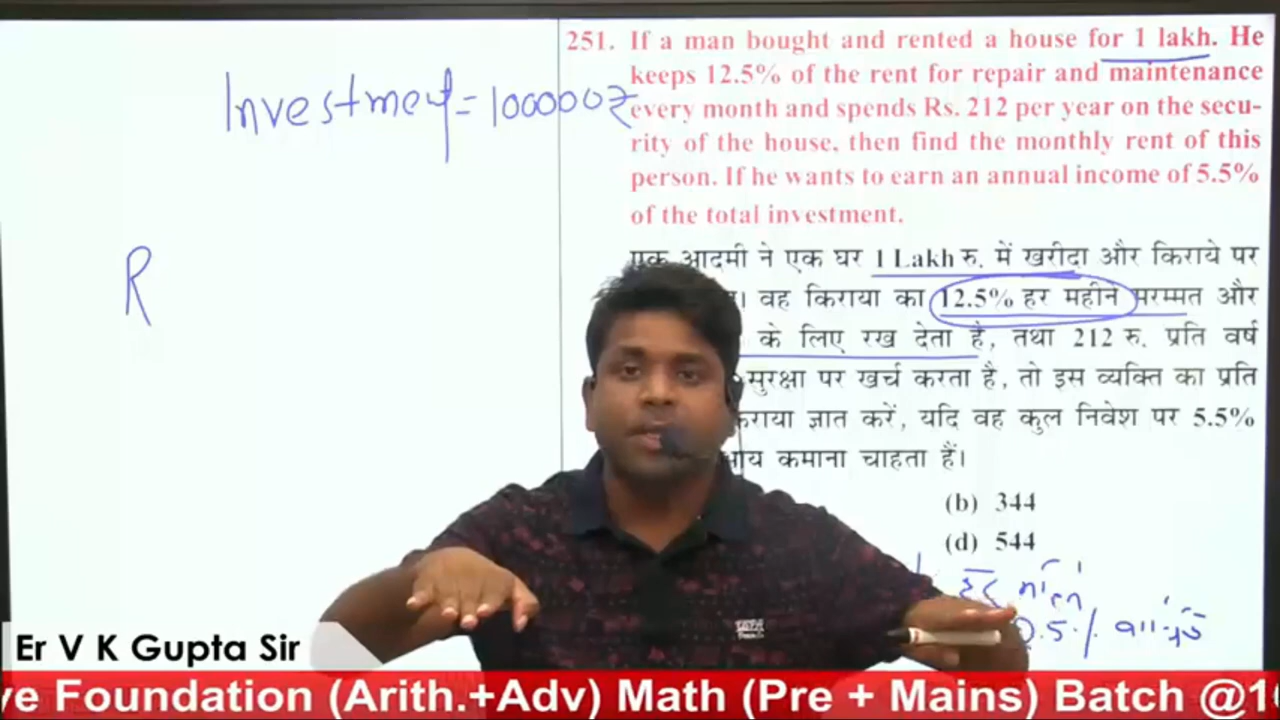 Investment = 100000₹
R
251. If a man bought and rented a house for 1 lakh. He
keeps 12.5% of the rent for repair and maintenance
every month and spends Rs. 212 per year on the secu-
rity of the house, then find the monthly rent of this
person. If he wants to earn an annual income of 5.5%
of the total investment.
एक आदमी ने एक घर 1 Lakh रु. में खरीदा और किराये पर
। वह किराया का 12.5% हर महीने मरम्मत और
के लिए रख देता है, तथा 212 रु. प्रति वर्ष
सुरक्षा पर खर्च करता है, तो इस व्यक्ति का प्रति
किराया ज्ञात करें, यदि वह कुल निवेश पर 5.5%
आय कमाना चाहता हैं।
(b) 344
(d) 544
Er V K Gupta Sir
ve Foundation (Arith.+Adv) Math (Pre + Mains) Batch @1